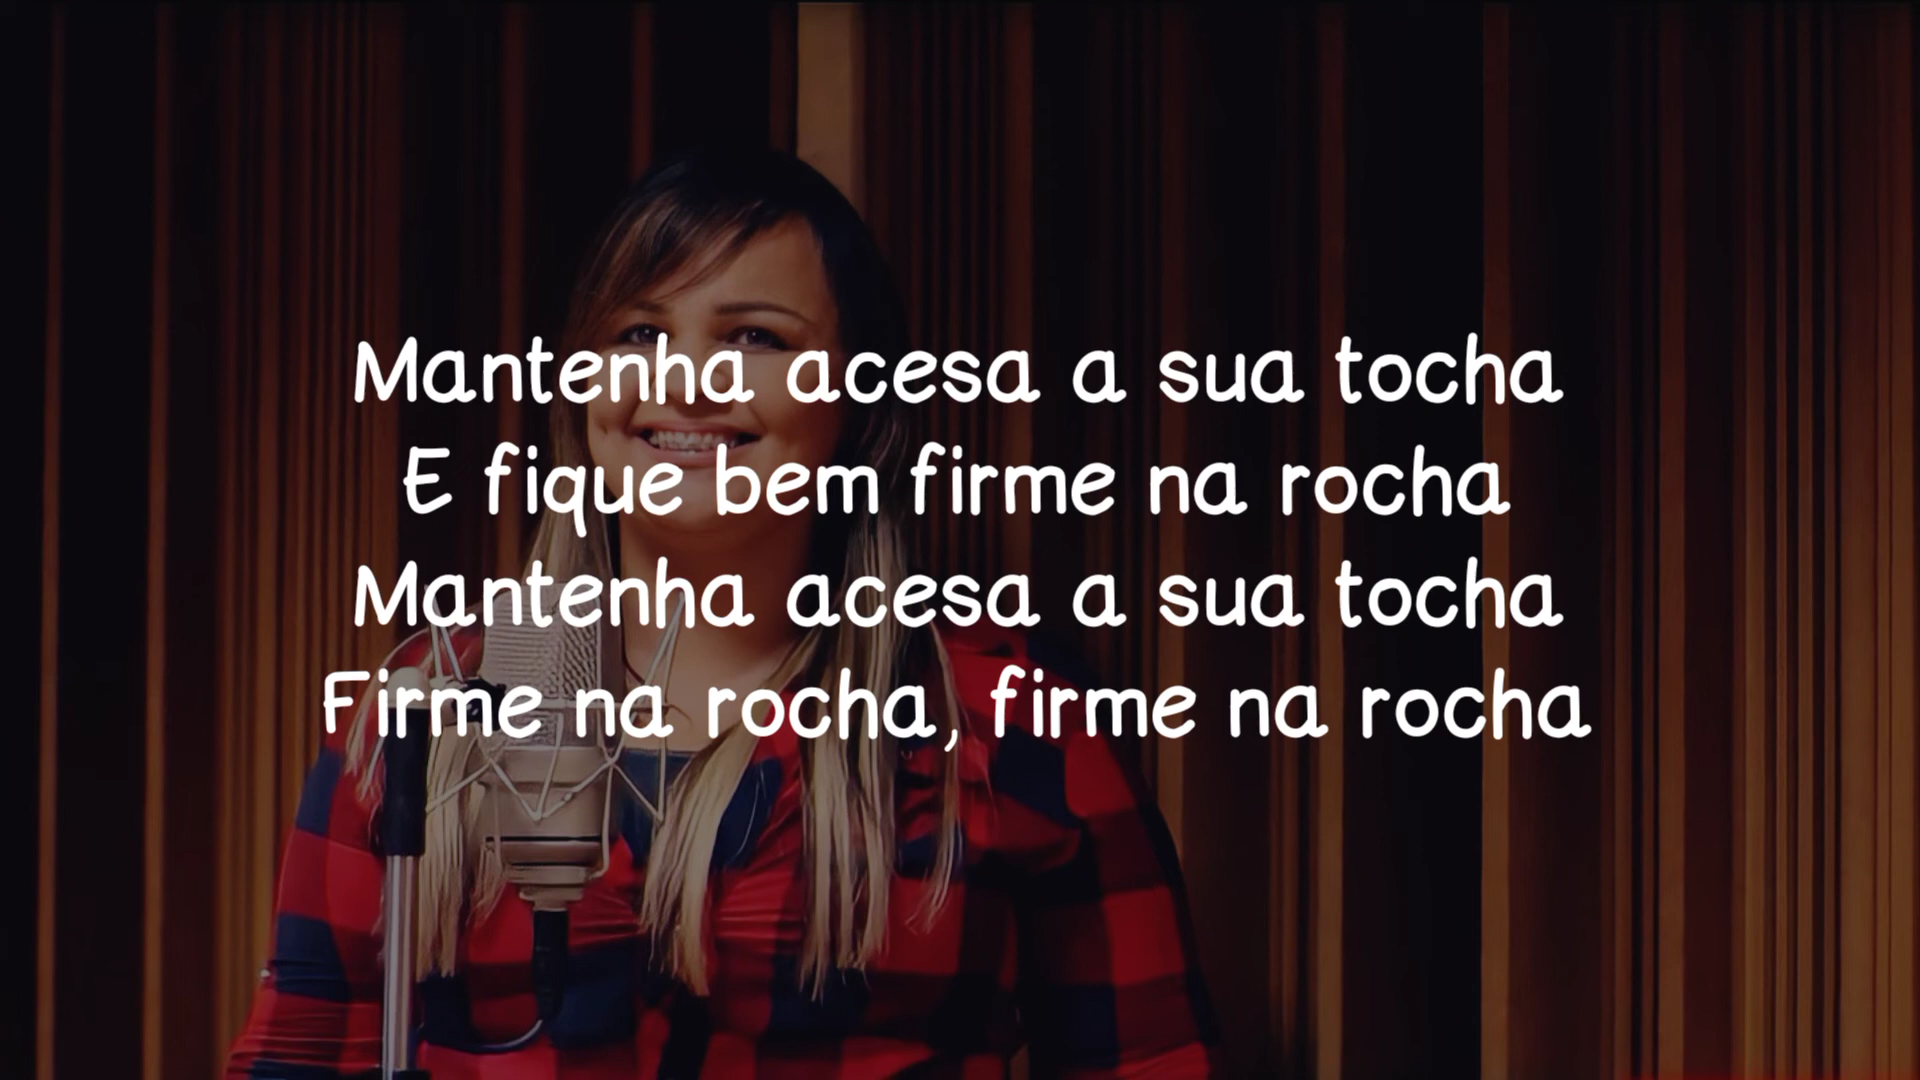 Mantenha acesa a sua tocha
E fique bem firme na rocha
Mantenha acesa a sua tocha
Firme na rocha, firme na rocha